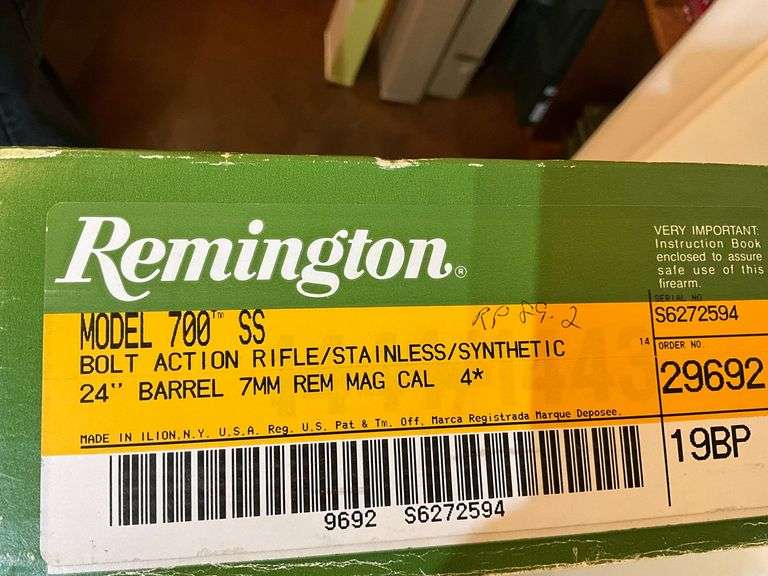 Remington®
MODEL 700™ SS
RP 89.2
BOLT ACTION RIFLE/STAINLESS/SYNTHETIC
14
24" BARREL 7MM REM MAG CAL 4*
MADE IN ILION,N.Y. U.S.A. Reg. U.S. Pat & Tm. Off, Marca Registrada Marque Deposee.
9692 S6272594
VERY IMPORTANT:
Instruction Book
enclosed to assure
safe use of this
firearm.
SERIAL NO
S6272594
ORDER NO.
29692
19BP